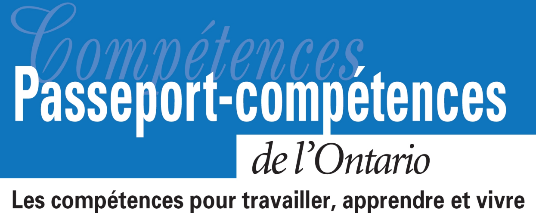 Compétences
Passeport-compétences
de l'Ontario
Les compétences pour travailler, apprendre et vivre